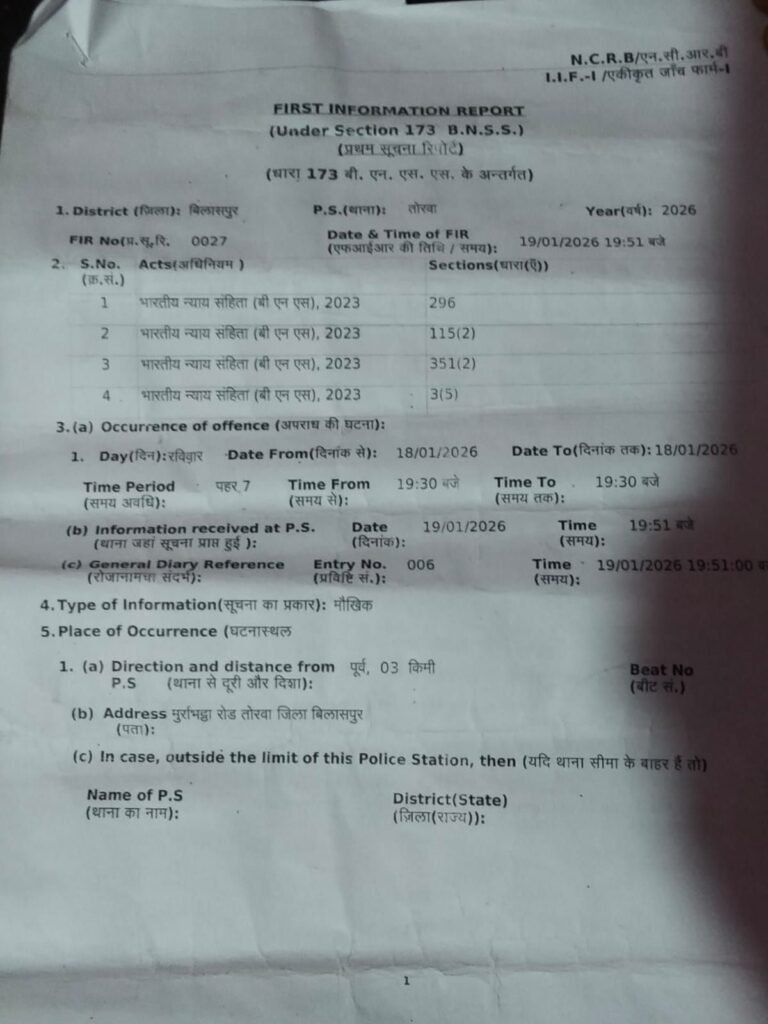 N.C.R.B/एन.सी.आर.बी
I.I.F.-I /एकीकृत जाँच फार्म-I
FIRST INFORMATION REPORT
(Under Section 173 B.N.S.S.)
(प्रथम सूचना रिपोर्ट)
(धारा 173 बी. एन. एस. एस. के अन्तर्गत)
1. District (जिला): बिलासपुर P.S.(थाना): तोरवा Year(वर्ष): 2026
FIR No(प्र.सू.रि. 0027 Date & Time of FIR (एफआईआर की तिथि / समय): 19/01/2026 19:51 बजे
2. S.No. (क्र.सं.) Acts(अधिनियम ) Sections(धारा(एँ))
1 भारतीय न्याय संहिता (बी एन एस), 2023 296
2 भारतीय न्याय संहिता (बी एन एस), 2023 115(2)
3 भारतीय न्याय संहिता (बी एन एस), 2023 351(2)
4 भारतीय न्याय संहिता (बी एन एस), 2023 3(5)
3.(a) Occurrence of offence (अपराध की घटना):
1. Day(दिन):रविवार Date From(दिनांक से): 18/01/2026 Date To(दिनांक तक): 18/01/2026
Time Period (समय अवधि): पहर 7 Time From (समय से): 19:30 बजे Time To (समय तक): 19:30 बजे
(b) Information received at P.S. (थाना जहां सूचना प्राप्त हुई ): Date (दिनांक): 19/01/2026 Time (समय): 19:51 बजे
(c) General Diary Reference (रोजानामचा संदर्भ): Entry No. (प्रविष्टि सं.): 006 Time (समय): 19/01/2026 19:51:00
4.Type of Information(सूचना का प्रकार): मौखिक
5.Place of Occurrence (घटनास्थल
1. (a) Direction and distance from P.S (थाना से दूरी और दिशा): पूर्व, 03 किमी Beat No (बीट सं.)
(b) Address (पता): मुर्राभट्ठा रोड तोरवा जिला बिलासपुर
(c) In case, outside the limit of this Police Station, then (यदि थाना सीमा के बाहर हैं तो)
Name of P.S (थाना का नाम): District(State) (ज़िला(राज्य)):
1